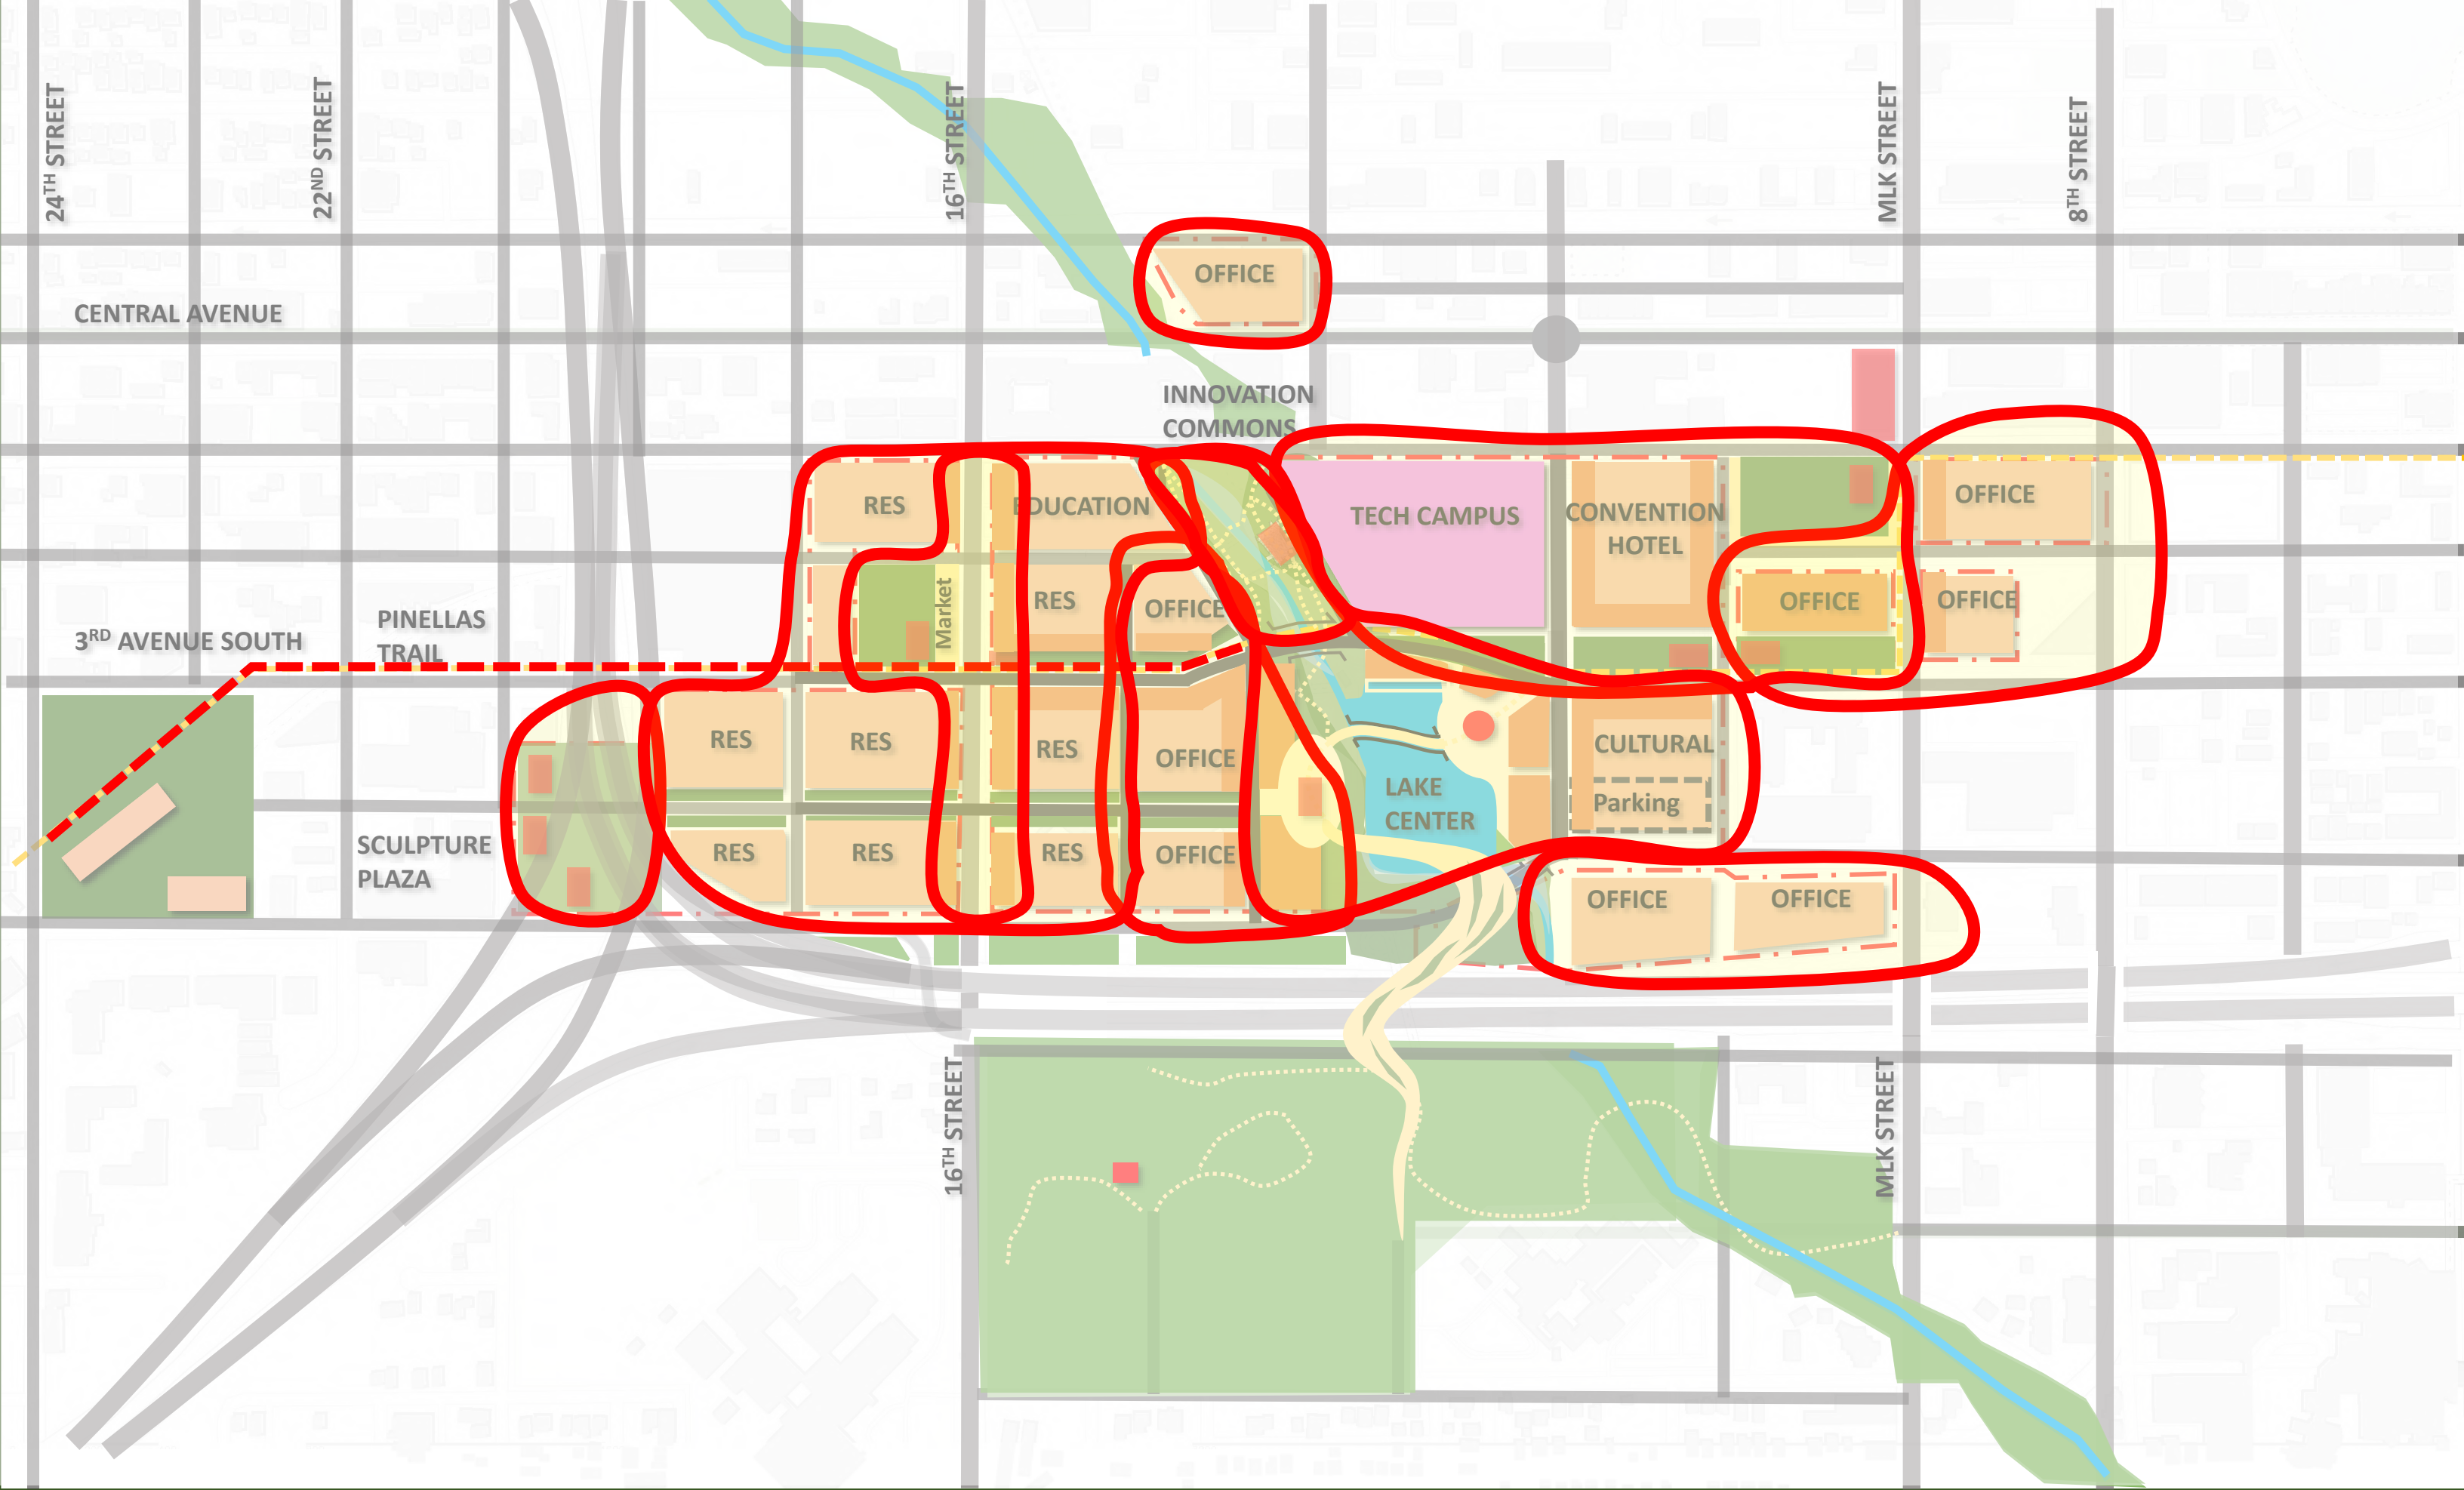 24TH STREET
22ND STREET
16TH STREET
MLK STREET
8TH STREET
OFFICE
CENTRAL AVENUE
INNOVATION
COMMONS
RES
EDUCATION
TECH CAMPUS
CONVENTION
HOTEL
OFFICE
Market
RES
OFFICE
OFFICE
OFFICE
3RD AVENUE SOUTH
PINELLAS
TRAIL
RES
RES
RES
OFFICE
CULTURAL
LAKE
CENTER
Parking
SCULPTURE
PLAZA
RES
RES
RES
OFFICE
OFFICE
OFFICE
16TH STREET
MLK STREET